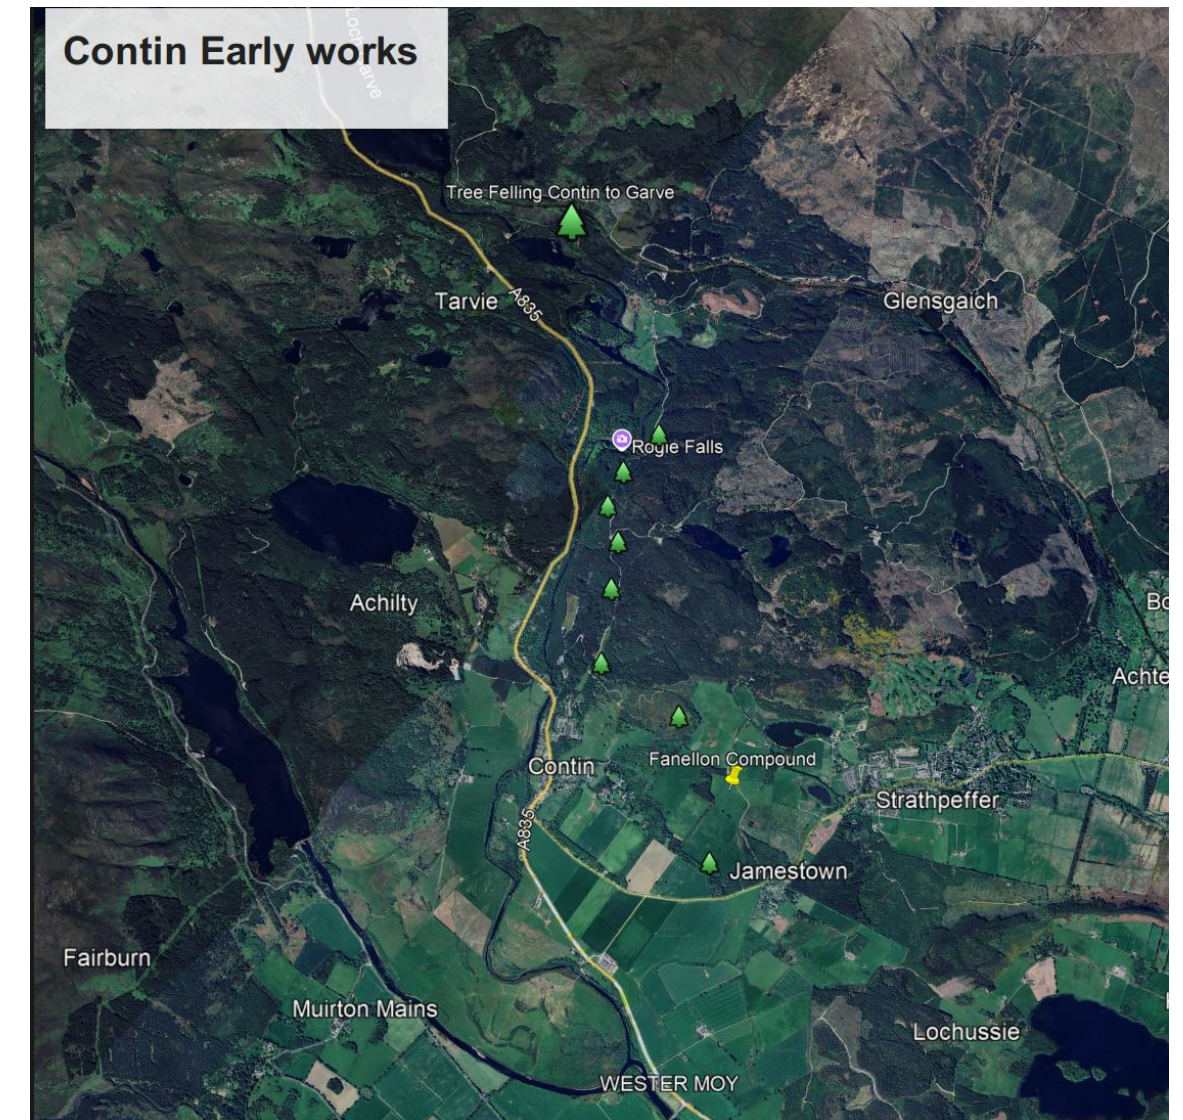 Contin Early works
Loch Garve
Tree Felling Contin to Garve
Tarvie
A835
Glensgaich
Rogie Falls
Achilty
Bo
Achte
Contin
Fanellon Compound
Strathpeffer
A835
Jamestown
Fairburn
Muirton Mains
Lochussie
WESTER MOY